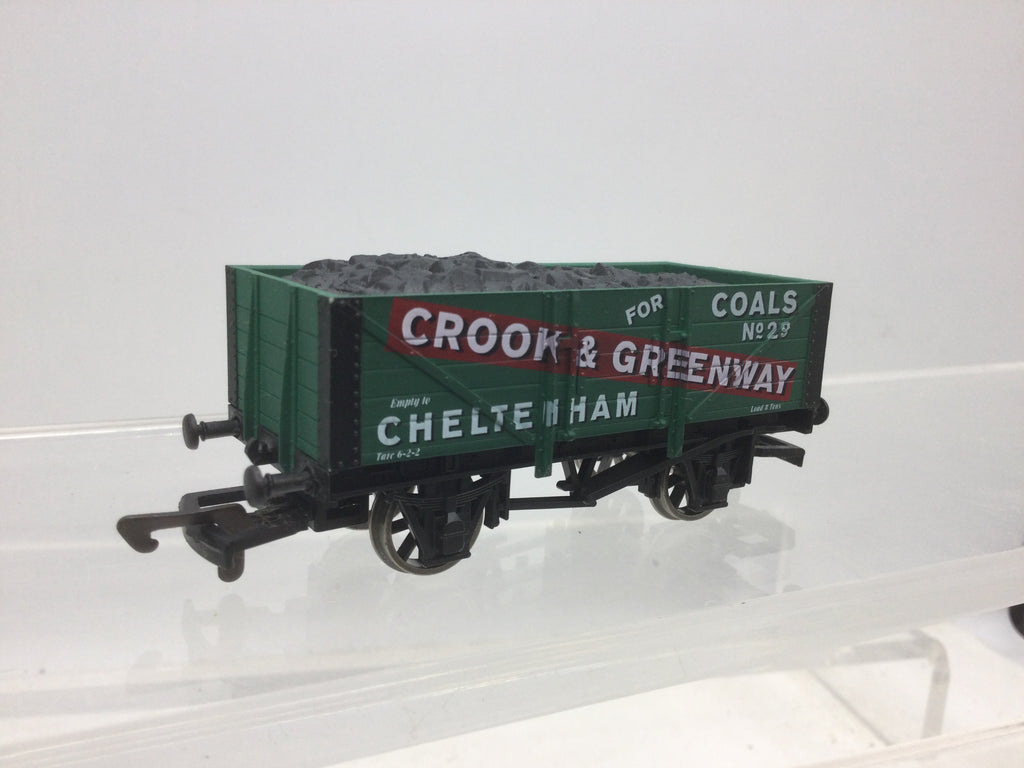 FOR COALS
Nº 29
CROOK & GREENWAY
Empty to
CHELTENHAM
Tare 6-2-2
Load 8 Tons